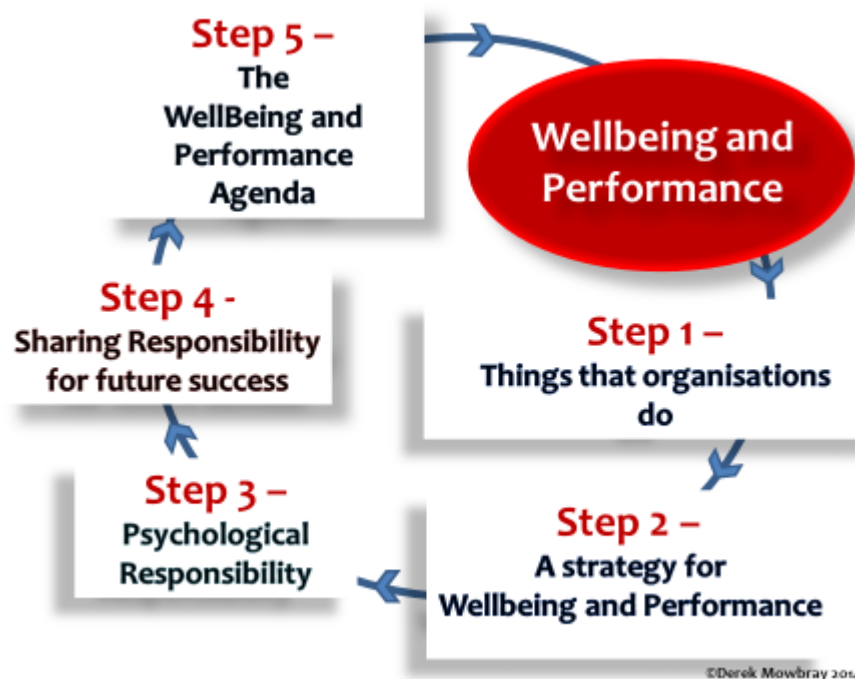 Wellbeing and
Performance
Step 1 –
Things that organisations
do
Step 2 –
A strategy for
Wellbeing and Performance
Step 3 –
Psychological
Responsibility
Step 4 -
Sharing Responsibility
for future success
Step 5 –
The
WellBeing and
Performance
Agenda
©Derek Mowbray